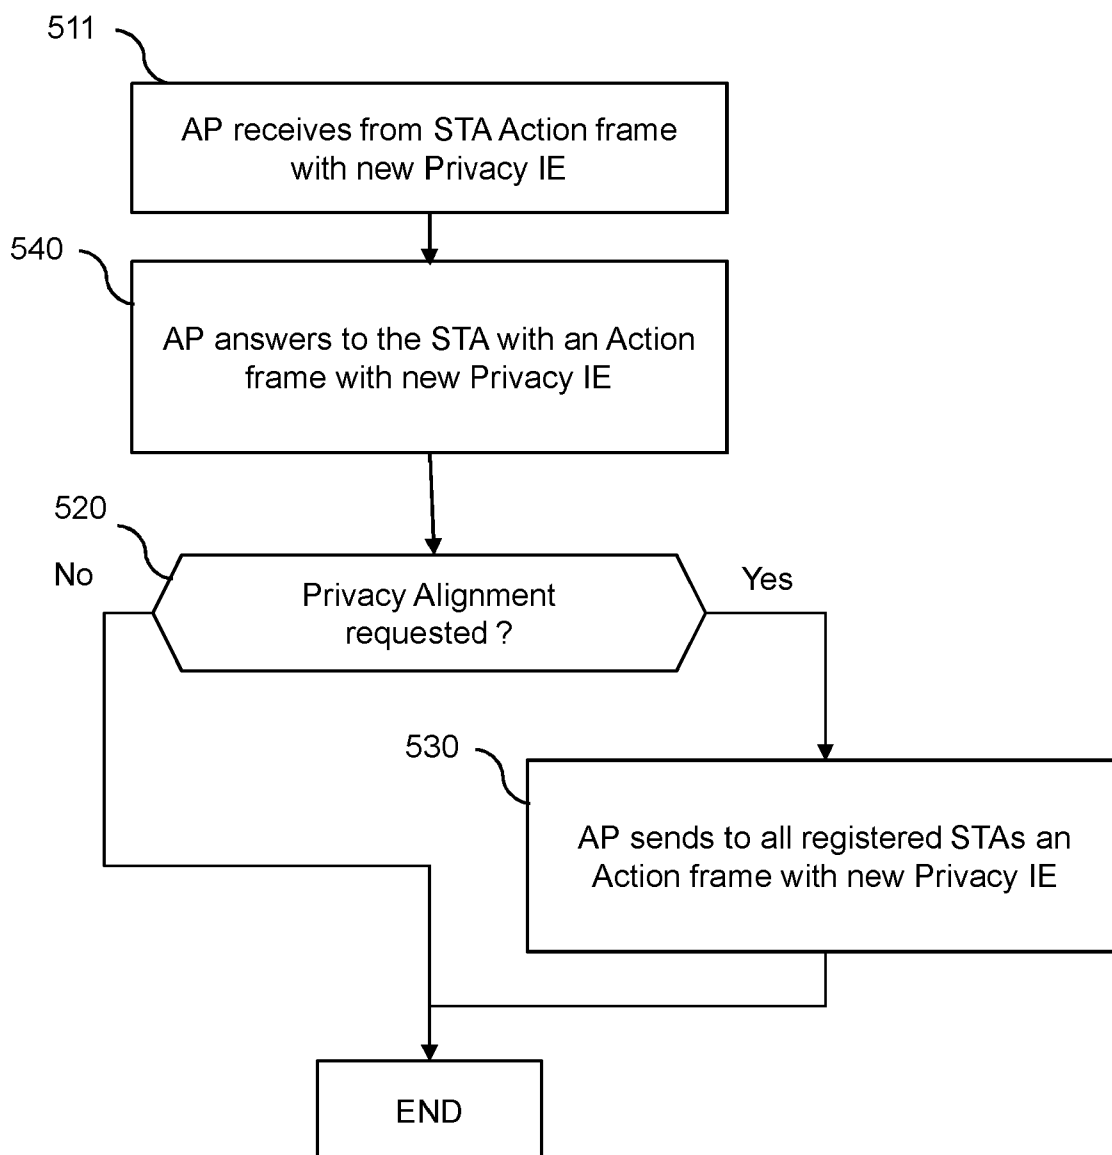 511
AP receives from STA Action frame
with new Privacy IE
540
AP answers to the STA with an Action
frame with new Privacy IE
520
No
Privacy Alignment
requested ?
Yes
530
AP sends to all registered STAs an
Action frame with new Privacy IE
END